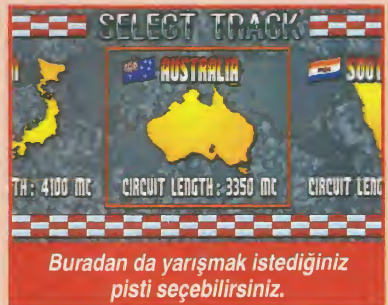 SELECT TRACK
AUSTRALIA
TH: 4100 MC
CIRCUIT LENGTH: 3350 MC
CIRCUIT LENG
Buradan da yarışmak istediğiniz
pisti seçebilirsiniz.